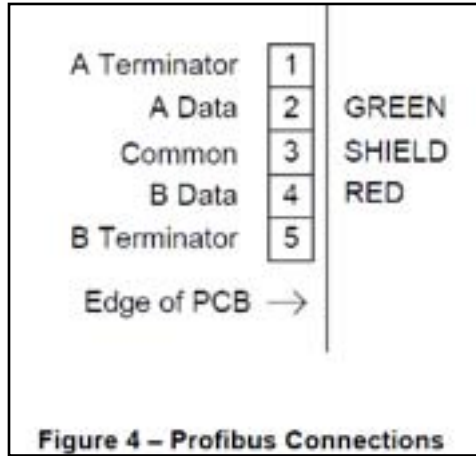 A Terminator 1
A Data 2 GREEN
Common 3 SHIELD
B Data 4 RED
B Terminator 5
Edge of PCB →
Figure 4 – Profibus Connections